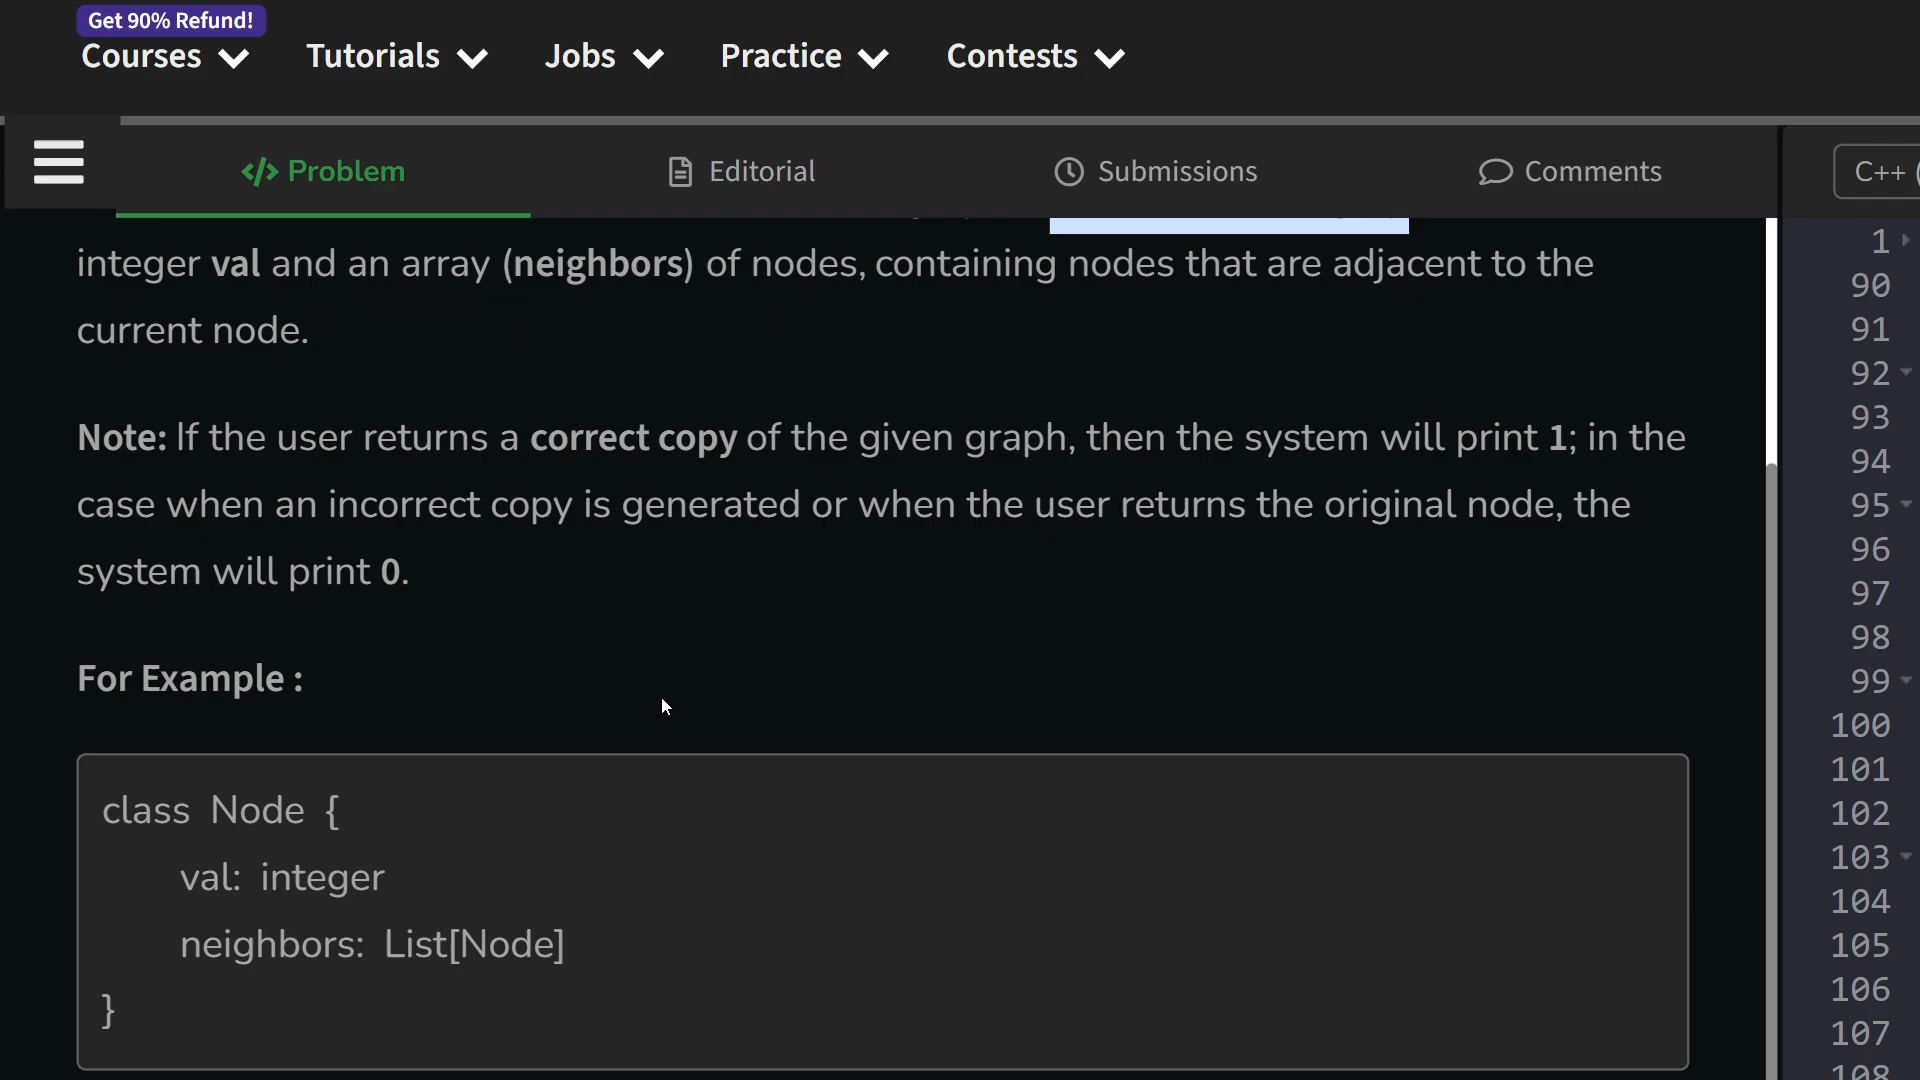 Get 90% Refund!
Courses Tutorials Jobs Practice Contests
</> Problem Editorial Submissions Comments
C++ (
integer val and an array (neighbors) of nodes, containing nodes that are adjacent to the
current node.
Note: If the user returns a correct copy of the given graph, then the system will print 1; in the
case when an incorrect copy is generated or when the user returns the original node, the
system will print 0.
For Example :
class Node {
val: integer
neighbors: List[Node]
}
1
90
91
92
93
94
95
96
97
98
99
100
101
102
103
104
105
106
107
108